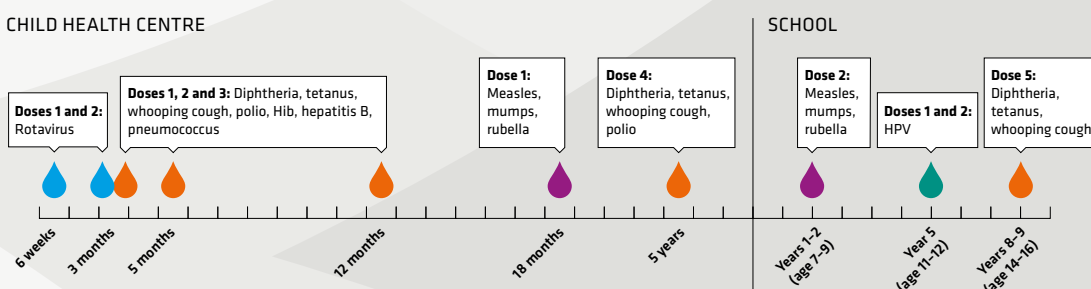 CHILD HEALTH CENTRE
SCHOOL
Doses 1 and 2:
Rotavirus
Doses 1, 2 and 3: Diphtheria, tetanus,
whooping cough, polio, Hib, hepatitis B,
pneumococcus
Dose 1:
Measles,
mumps,
rubella
Dose 4:
Diphtheria, tetanus,
whooping cough,
polio
Dose 2:
Measles,
mumps,
rubella
Doses 1 and 2:
HPV
Dose 5:
Diphtheria,
tetanus,
whooping cough
6 weeks
3 months
5 months
12 months
18 months
5 years
Years 1–2
(age 7–9)
Year 5
(age 11–12)
Years 8–9
(age 14–16)